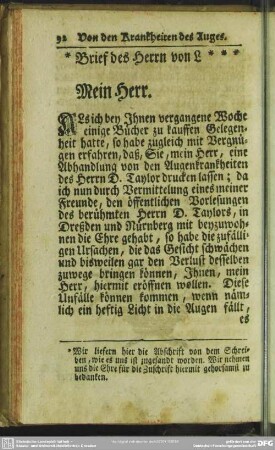 92 Von den Krankheiten des Auges.
* Brief des Herrn von L * * *
Mein Herr.
Als ich bey Ihnen vergangene Woche
einige Bücher zu kauffen Gelegen-
heit hatte, so habe zugleich mit Vergnü-
gen erfahren, daß, Sie, mein Herr, eine
Abhandlung von den Augenkrankheiten
des Herrn D. Taylor drucken lassen; da
ich nun durch Vermittelung eines meiner
Freunde, den öffentlichen Vorlesungen
des berühmken Herrn D. Taylors, in
Dreßden und Nürnberg mit beyzuwoh-
nen die Ehre gehabt, so habe die zufälli-
gen Ursachen, die das Gesicht schwächen
und bisweilen gar den Verlust desselben
zuwege bringen können, Ihnen, mein
Herr, hiermit eröffnen wollen. Diese
Unfälle können kommen, wenn näm-
lich ein heftig Licht in die Augen fällt,
es
* Wir liefern hier die Abschrift von dem Schrei-
ben, wie es uns ist zugesandt worden. Wir nehmen
uns die Ehre für die Zuschrift hiermit gehorsamst zu
bedanken.